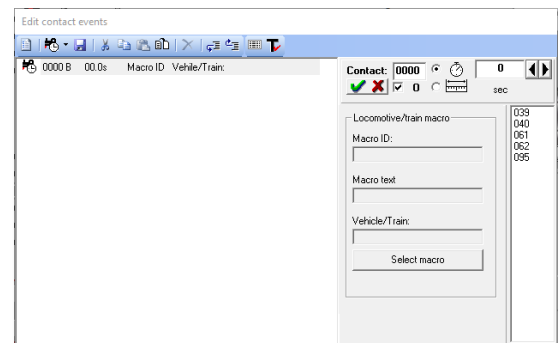 Edit contact events
0000 B 00.0s Macro ID Vehile/Train:
Contact: 0000 0
0 sec
Locomotive/train macro
Macro ID:
Macro text
Vehicle/Train:
Select macro
039
040
061
062
095